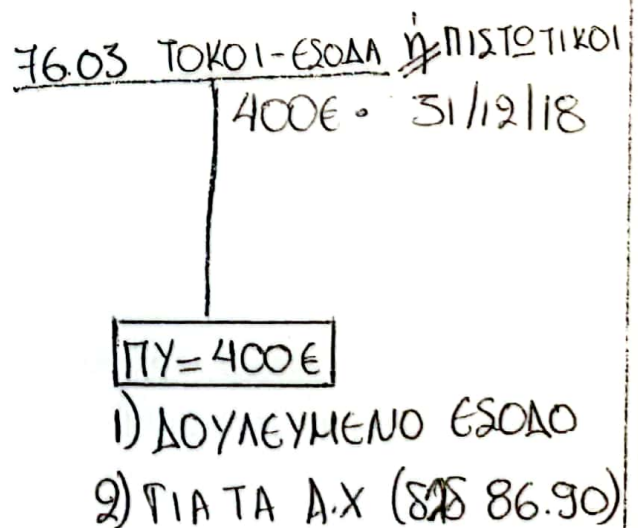 76.03 ΤΟΚΟΙ-ΕΣΟΔΑ ή ΠΙΣΤΩΤΙΚΟΙ
400€. 31/12/18
ΠΥ=400€
1) ΔΟΥΛΕΥΜΕΝΟ ΕΣΟΔΟ
2) ΓΙΑ ΤΑ Δ.Χ ( 86.90)